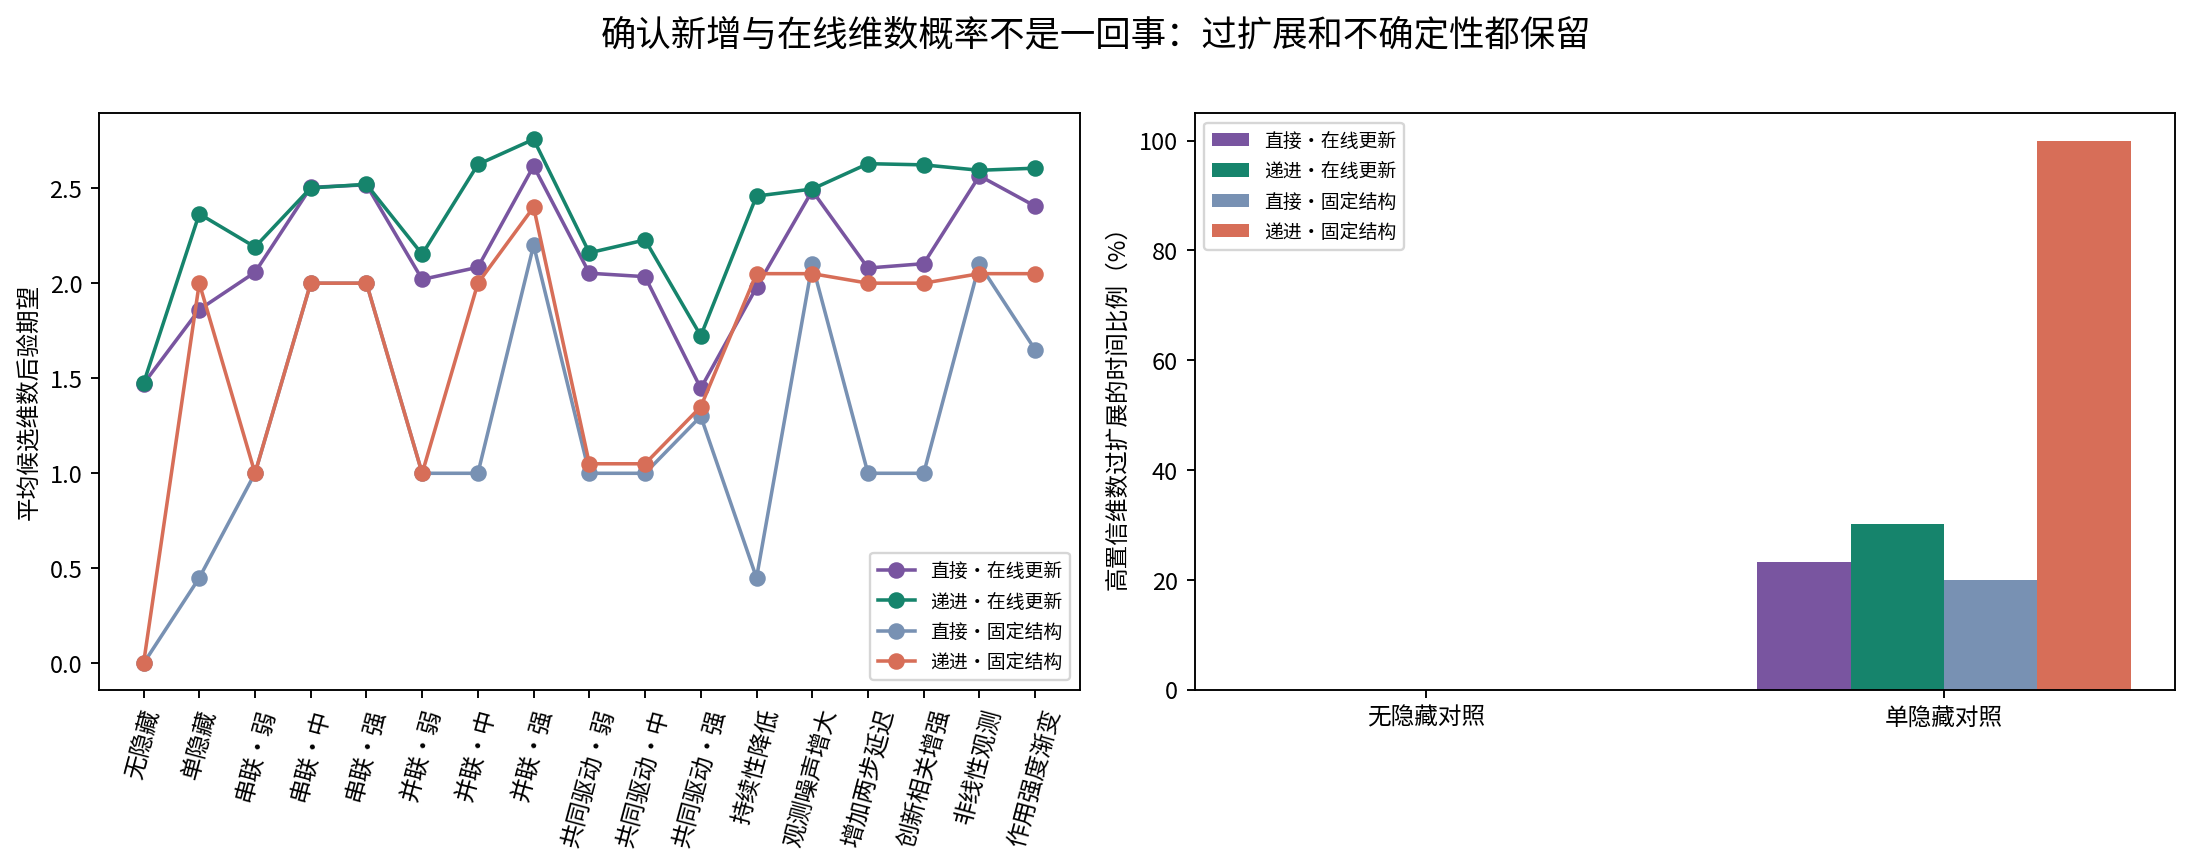 确认新增与在线维数概率不是一回事：过扩展和不确定性都保留
平均候选维数后验期望
2.5
2.0
1.5
1.0
0.5
0.0
直接·在线更新
递进·在线更新
直接·固定结构
递进·固定结构
无隐藏
单隐藏
串联·弱
串联·中
串联·强
并联·弱
并联·中
并联·强
共同驱动·弱
共同驱动·中
共同驱动·强
持续性降低
观测噪声增大
增加两步延迟
创新相关增强
非线性观测
作用强度渐变
高置信维数过扩展的时间比例（%）
100
80
60
40
20
0
直接·在线更新
递进·在线更新
直接·固定结构
递进·固定结构
无隐藏对照
单隐藏对照